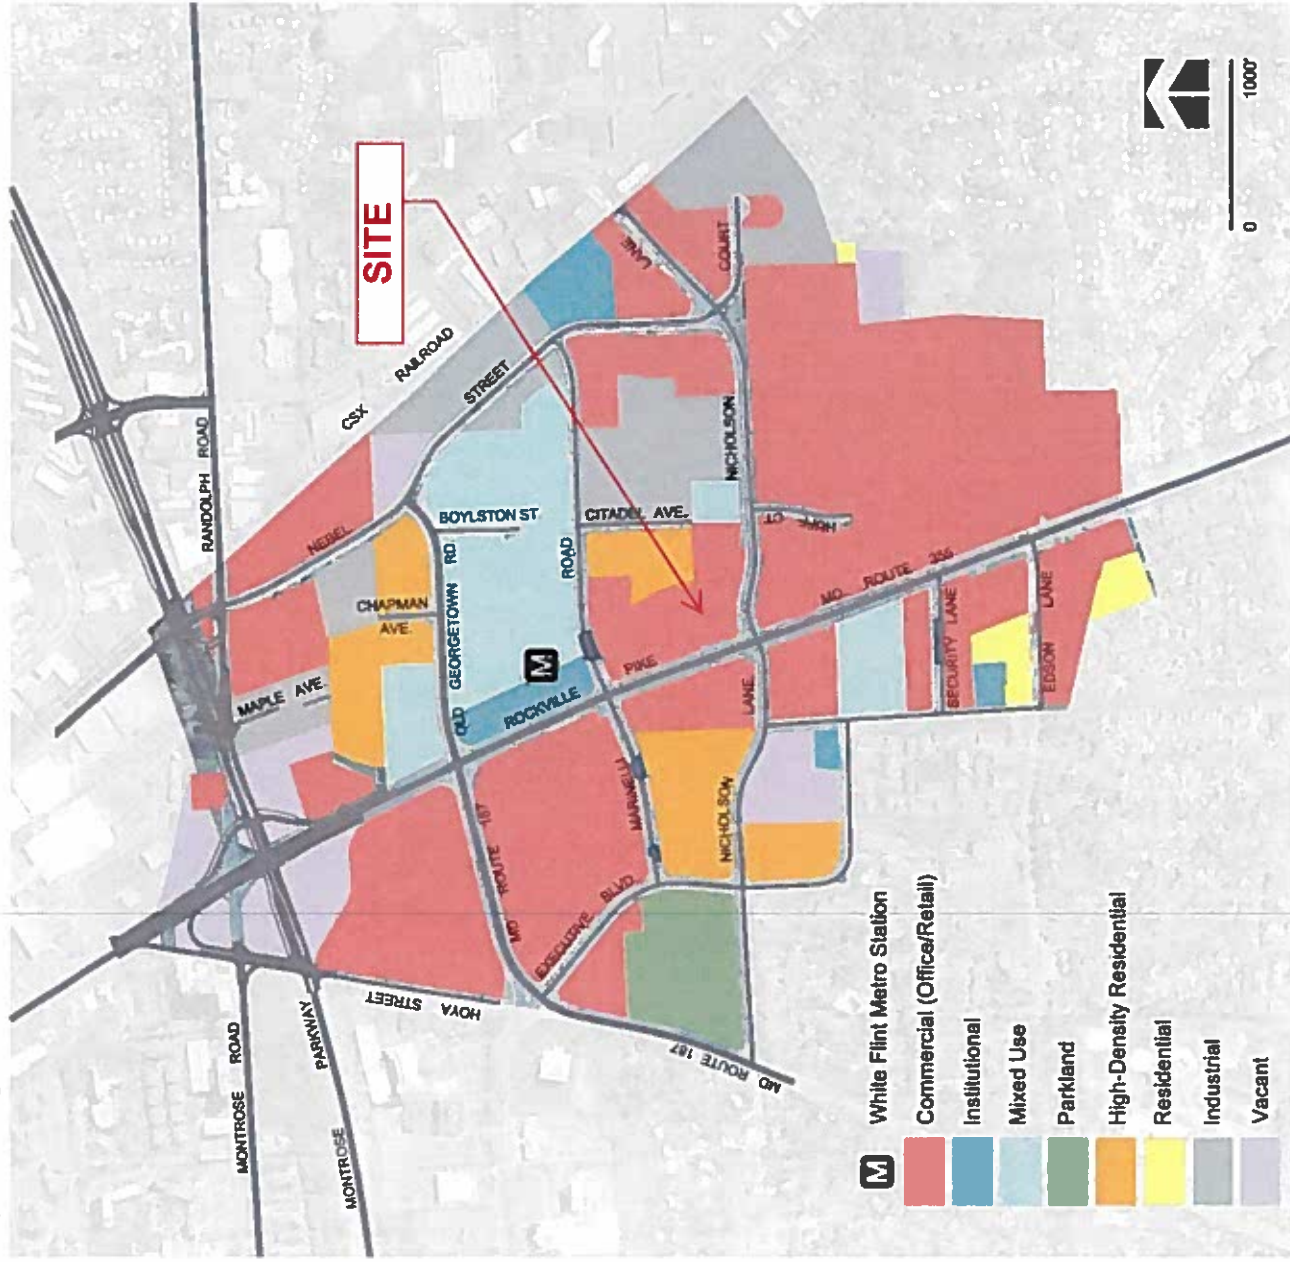 SITE
RANDOLPH ROAD
CSX RAILROAD
NEBEL STREET
MAPLE AVE.
CHAPMAN
AVE.
OLD GEORGETOWN RD
BOYLSTON ST
CITADEL AVE.
MARINELLI ROAD
ROCKVILLE PIKE
M
NICHOLSON LANE
NICHOLSON LANE
NICHOLSON COURT
HUFF CT
MD ROUTE 355
SECURITY LANE
EDSON LANE
MD ROUTE 187
EXECUTIVE BLVD
HOYA STREET
MONTROSE ROAD
MONTROSE PARKWAY
MD ROUTE 187
0 1000'
M White Flint Metro Station
Commercial (Office/Retail)
Institutional
Mixed Use
Parkland
High-Density Residential
Residential
Industrial
Vacant